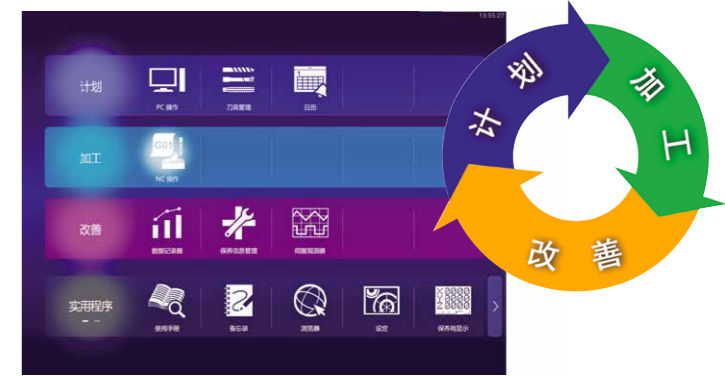 13:55:27
计划
PC 操作
刀具管理
日历
加工
G01
NC 操作
改善
数据记录器
保养信息管理
伺服观测器
实用程序
使用手册
备忘录
浏览器
设定
保养用显示
计划
加工
改善